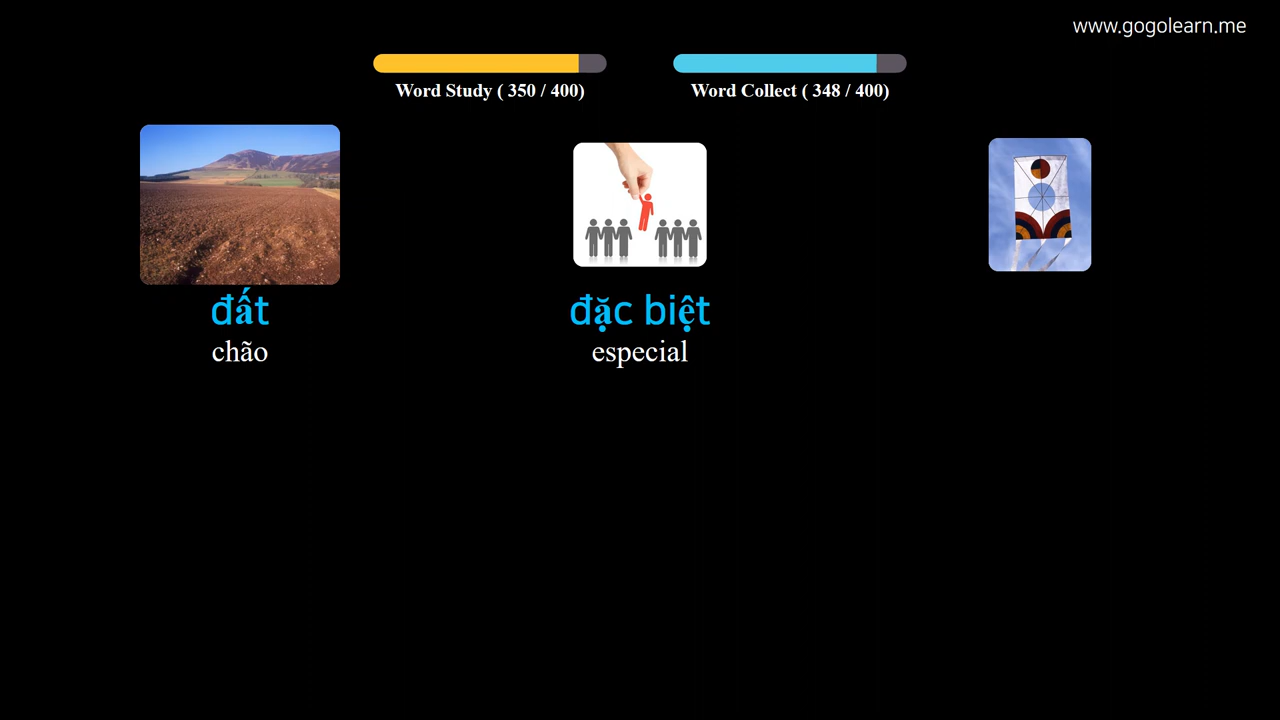 www.gogolearn.me
Word Study ( 350 / 400)
Word Collect ( 348 / 400)
đất
chão
đặc biệt
especial